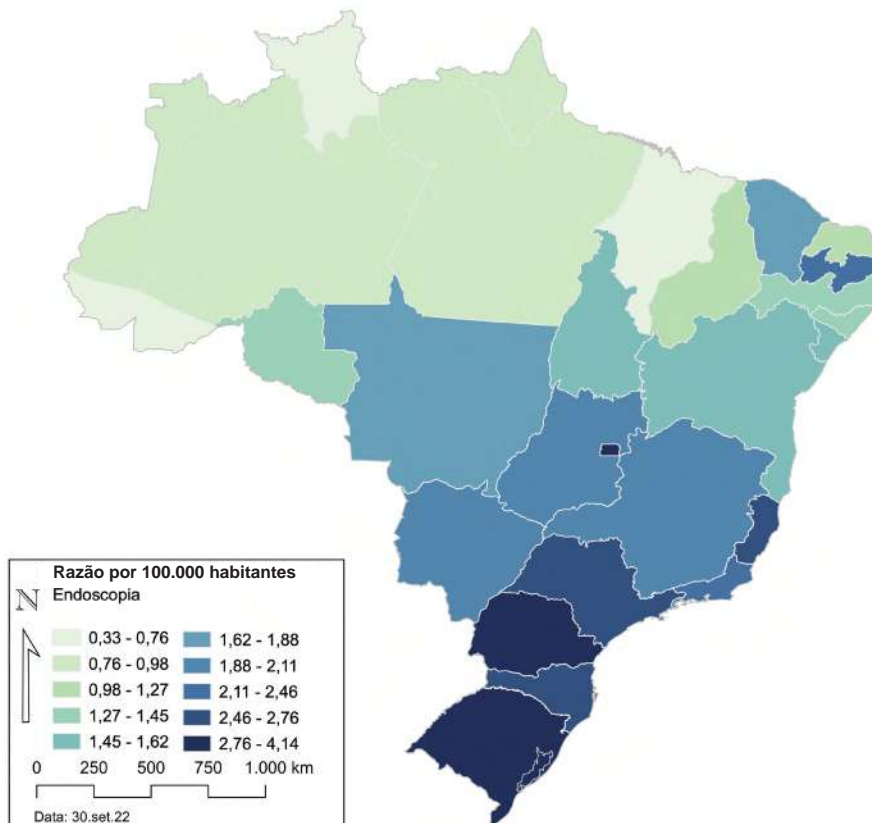 Razão por 100.000 habitantes
N Endoscopia
0,33 - 0,76 1,62 - 1,88
0,76 - 0,98 1,88 - 2,11
0,98 - 1,27 2,11 - 2,46
1,27 - 1,45 2,46 - 2,76
1,45 - 1,62 2,76 - 4,14
0 250 500 750 1.000 km
Data: 30.set.22